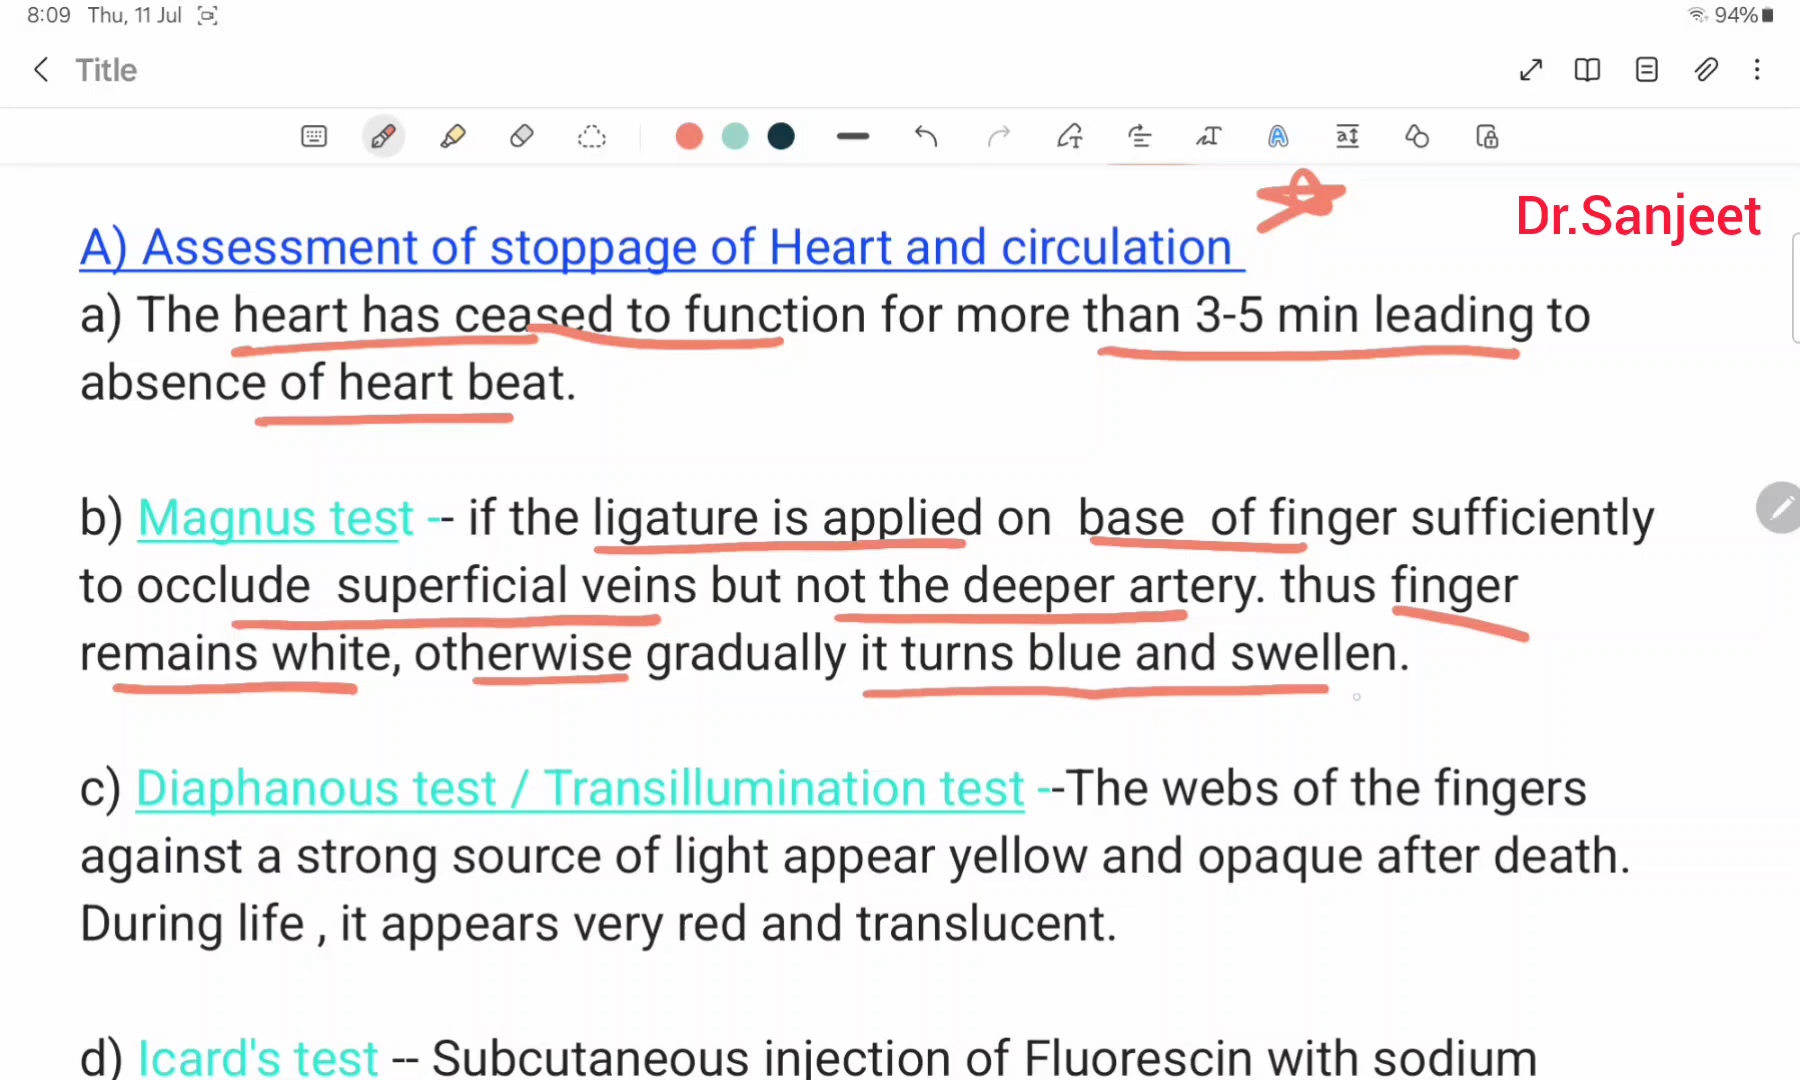 8:09 Thu, 11 Jul 94%
Title
Dr.Sanjeet
A) Assessment of stoppage of Heart and circulation
a) The heart has ceased to function for more than 3-5 min leading to
absence of heart beat.
b) Magnus test -- if the ligature is applied on base of finger sufficiently
to occlude superficial veins but not the deeper artery. thus finger
remains white, otherwise gradually it turns blue and swellen.
c) Diaphanous test / Transillumination test --The webs of the fingers
against a strong source of light appear yellow and opaque after death.
During life , it appears very red and translucent.
d) Icard's test -- Subcutaneous injection of Fluorescin with sodium